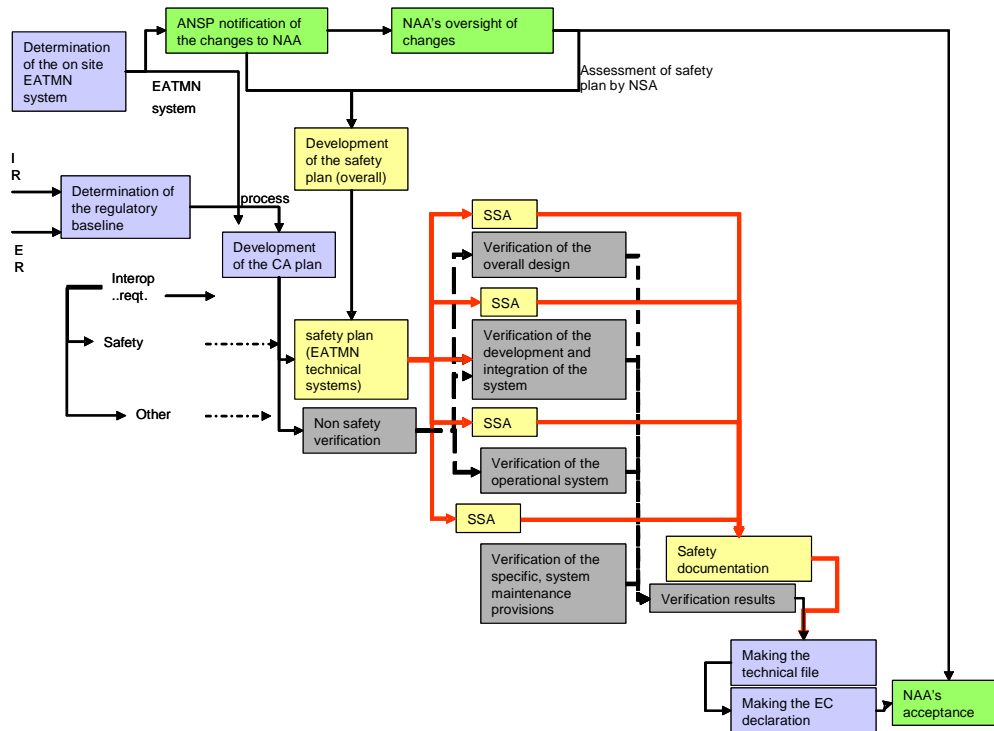 ANSP notification of
the changes to NAA
NAA's oversight of
changes
Determination
of the on site
EATMN
system
EATMN
system
Assessment of safety
plan by NSA
Development
of the safety
plan (overall)
I
R
Determination of
the regulatory
baseline
process
E
R
Development
of the CA plan
SSA
Verification of the
overall design
Interop
..reqt.
SSA
Safety
safety plan
(EATMN
technical
systems)
Verification of the
development and
integration of the
system
Other
Non safety
verification
SSA
Verification of the
operational system
SSA
Safety
documentation
Verification of the
specific, system
maintenance
provisions
Verification results
Making the
technical file
Making the EC
declaration
NAA's
acceptance